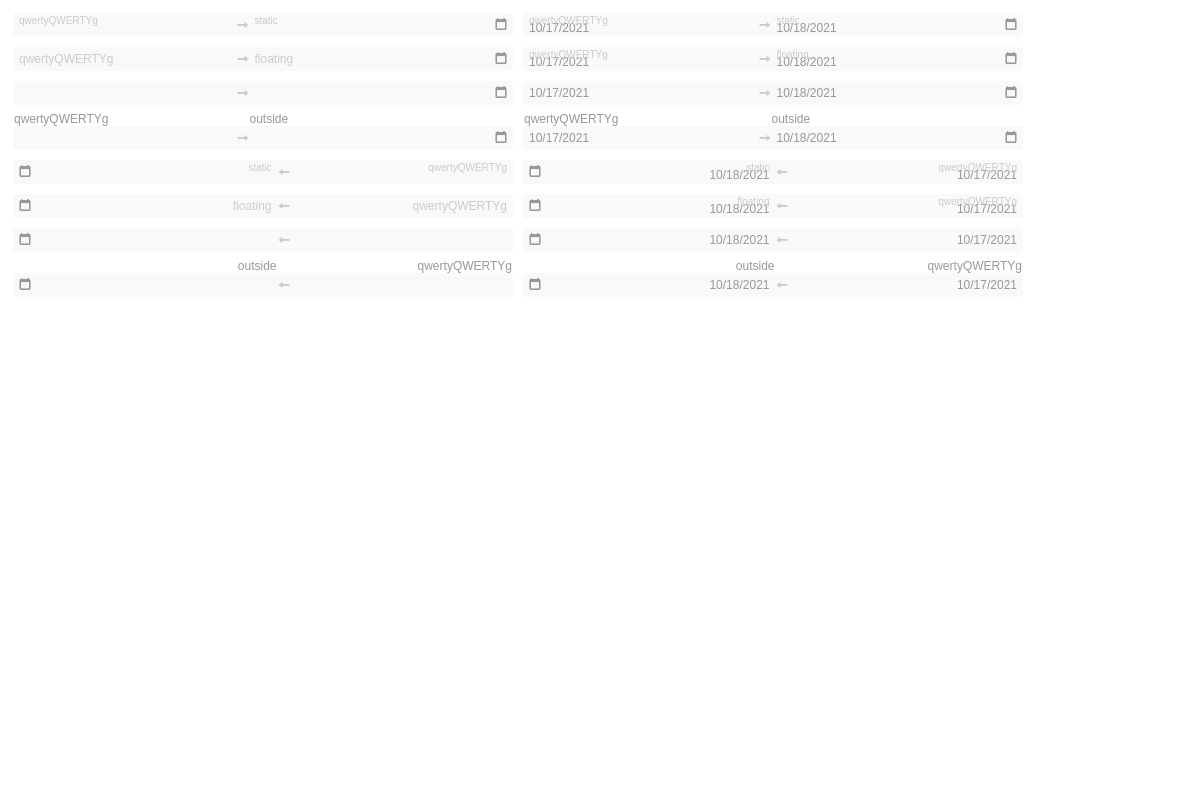 qwertyQWERTYg static qwertyQWERTYg static
10/17/2021 10/18/2021
qwertyQWERTYg floating qwertyQWERTYg floating
10/17/2021 10/18/2021
10/17/2021 10/18/2021
qwertyQWERTYg outside qwertyQWERTYg outside
10/17/2021 10/18/2021
static qwertyQWERTYg static qwertyQWERTYg
10/18/2021 10/17/2021
floating qwertyQWERTYg floating qwertyQWERTYg
10/18/2021 10/17/2021
10/18/2021 10/17/2021
outside qwertyQWERTYg outside qwertyQWERTYg
10/18/2021 10/17/2021